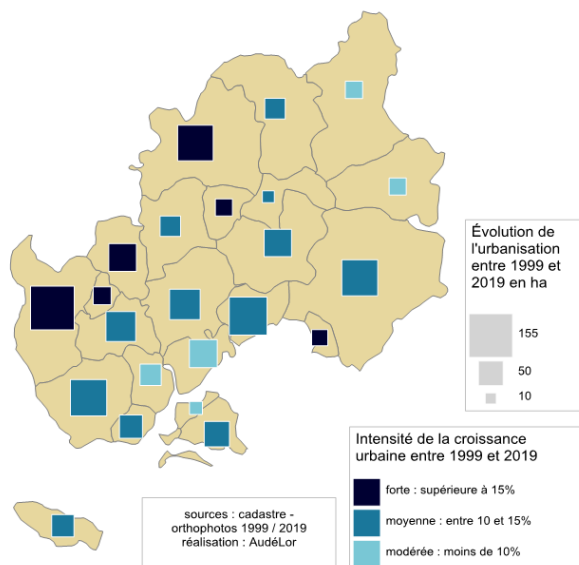 Évolution de
l'urbanisation
entre 1999 et
2019 en ha
155
50
10
Intensité de la croissance
urbaine entre 1999 et 2019
forte : supérieure à 15%
moyenne : entre 10 et 15%
modérée : moins de 10%
sources : cadastre -
orthophotos 1999 / 2019
réalisation : AudéLor